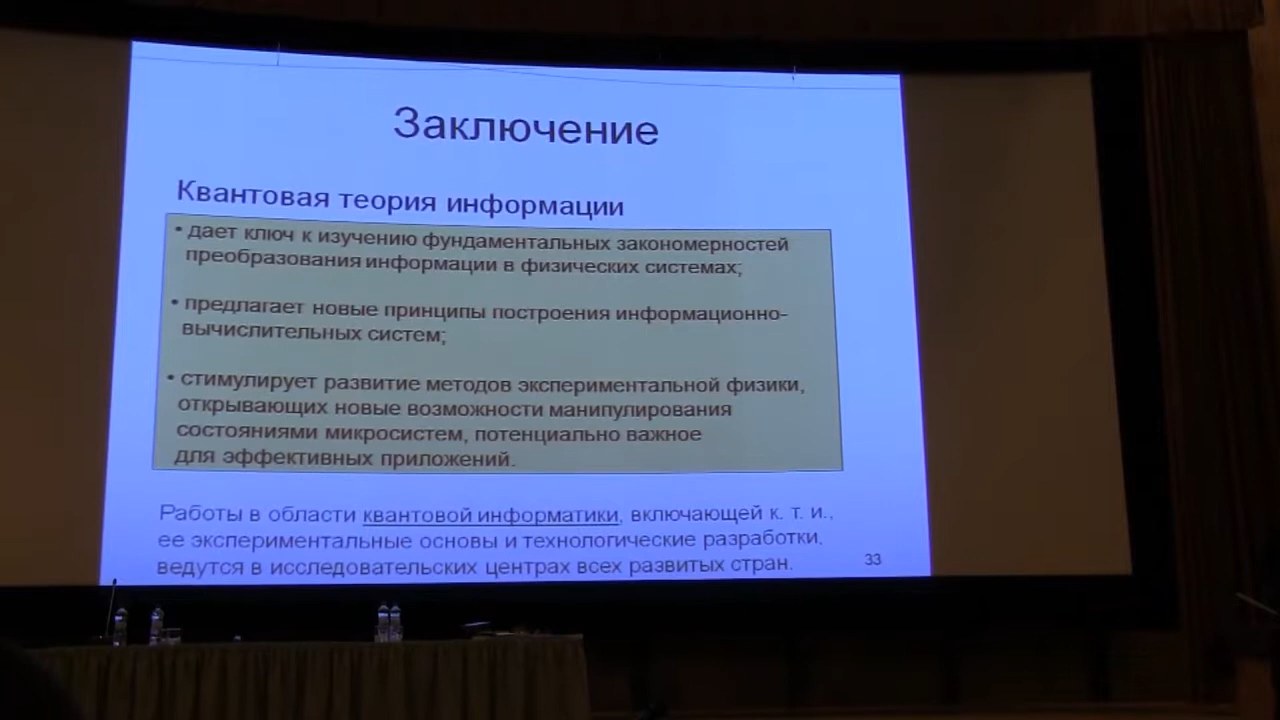 Заключение
Квантовая теория информации
• дает ключ к изучению фундаментальных закономерностей
преобразования информации в физических системах;
• предлагает новые принципы построения информационно-
вычислительных систем;
• стимулирует развитие методов экспериментальной физики,
открывающих новые возможности манипулирования
состояниями микросистем, потенциально важное
для эффективных приложений.
Работы в области квантовой информатики, включающей к. т. и.,
ее экспериментальные основы и технологические разработки,
ведутся в исследовательских центрах всех развитых стран.
33